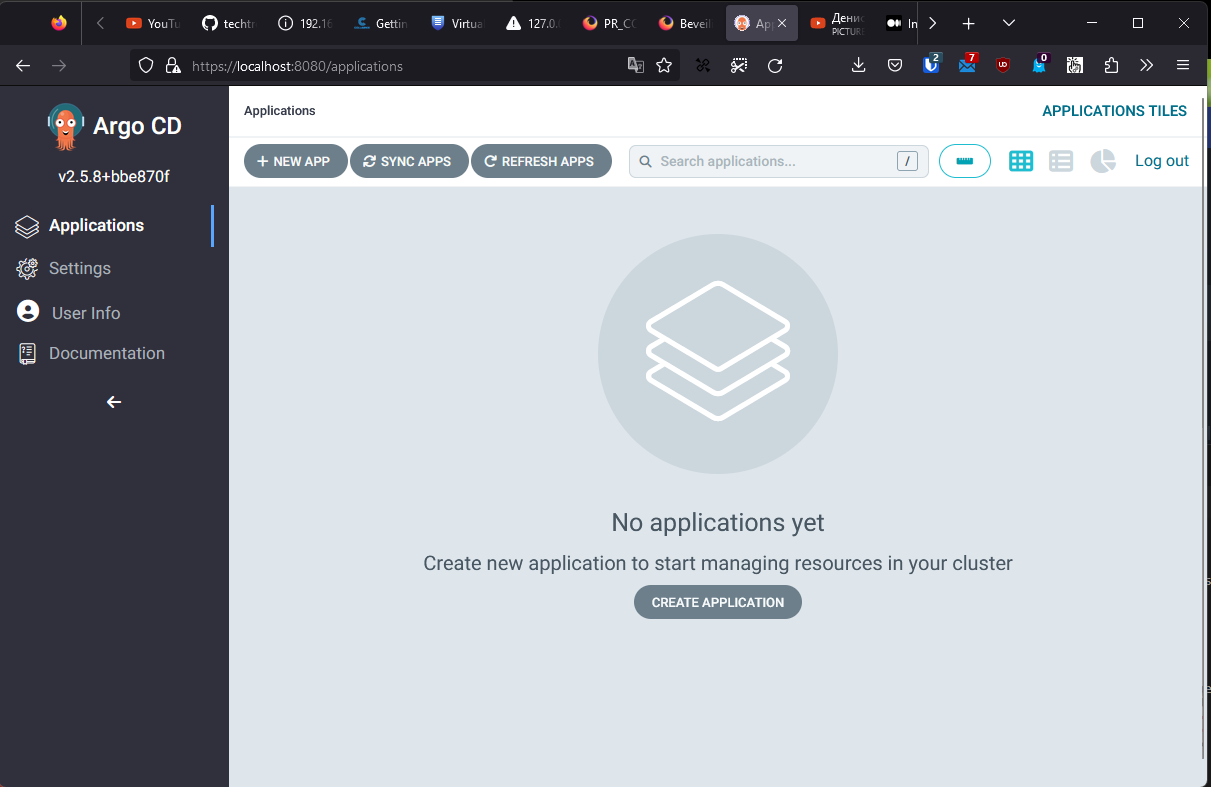 YouTu
techtr
192.16
Gettin
Virtua
127.0.
PR_CO
Beveil
Ap
Денис
PICTUR
In
https://localhost:8080/applications
2
7
0
Argo CD
v2.5.8+bbe870f
Applications
Settings
User Info
Documentation
Applications
APPLICATIONS TILES
NEW APP
SYNC APPS
REFRESH APPS
Search applications...
/
Log out
No applications yet
Create new application to start managing resources in your cluster
CREATE APPLICATION